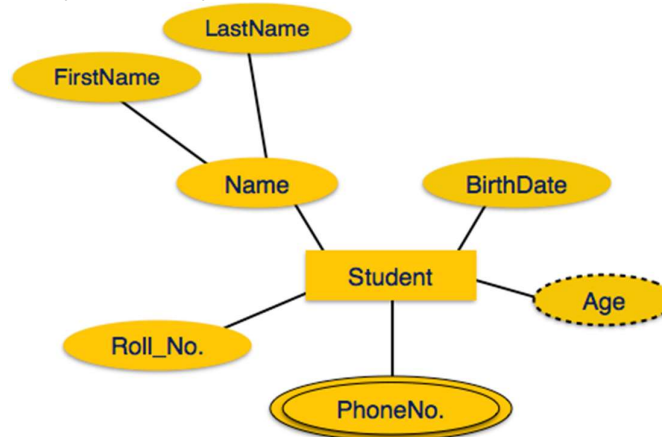 LastName
FirstName
Name
BirthDate
Student
Age
Roll_No.
PhoneNo.